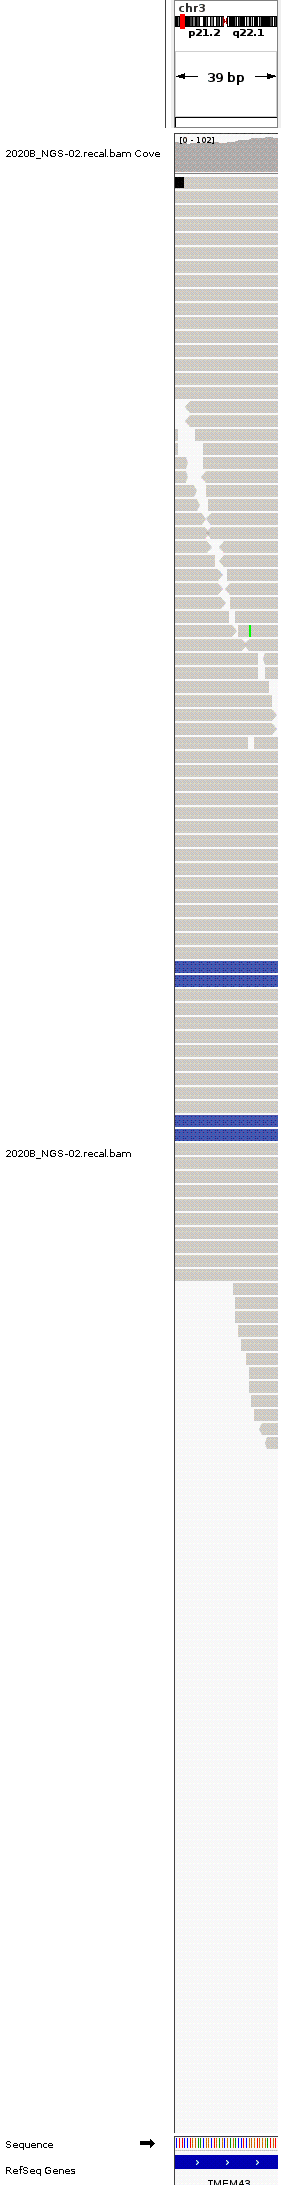 chr3
p21.2 q22.1
39 bp
[0 - 102]
2020B_NGS-02.recal.bam Cove
2020B_NGS-02.recal.bam
Sequence
RefSeq Genes
TMEM43